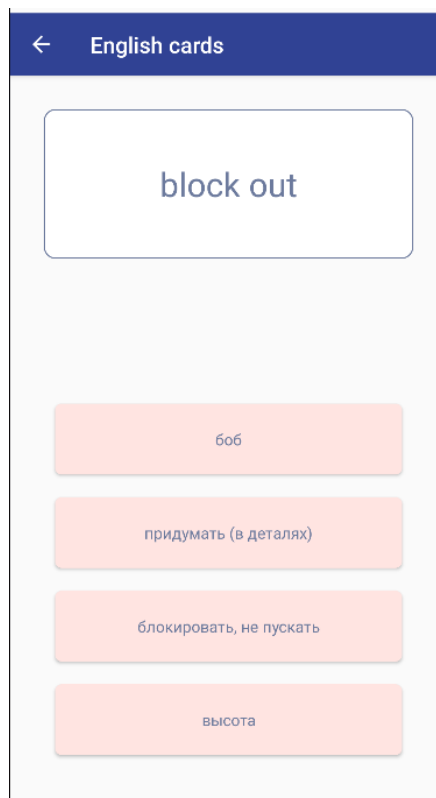 English cards
block out
боб
придумать (в деталях)
блокировать, не пускать
высота